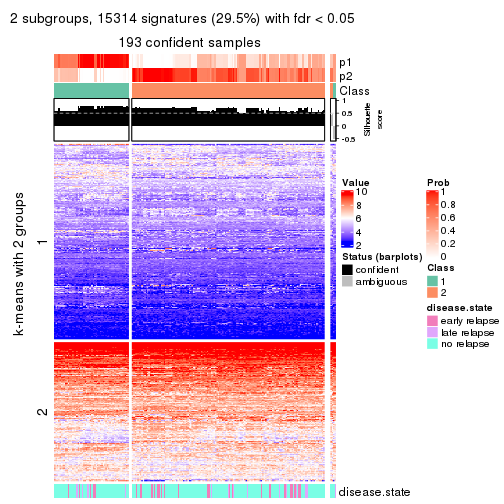 2 subgroups, 15314 signatures (29.5%) with fdr < 0.05
193 confident samples
p1
p2
Class
1
0.5
0
-0.5
Silhouette
score
k-means with 2 groups
1
2
disease.state
Value
10
8
6
4
2
Status (barplots)
confident
ambiguous
Prob
1
0.8
0.6
0.4
0.2
0
Class
1
2
disease.state
early relapse
late relapse
no relapse